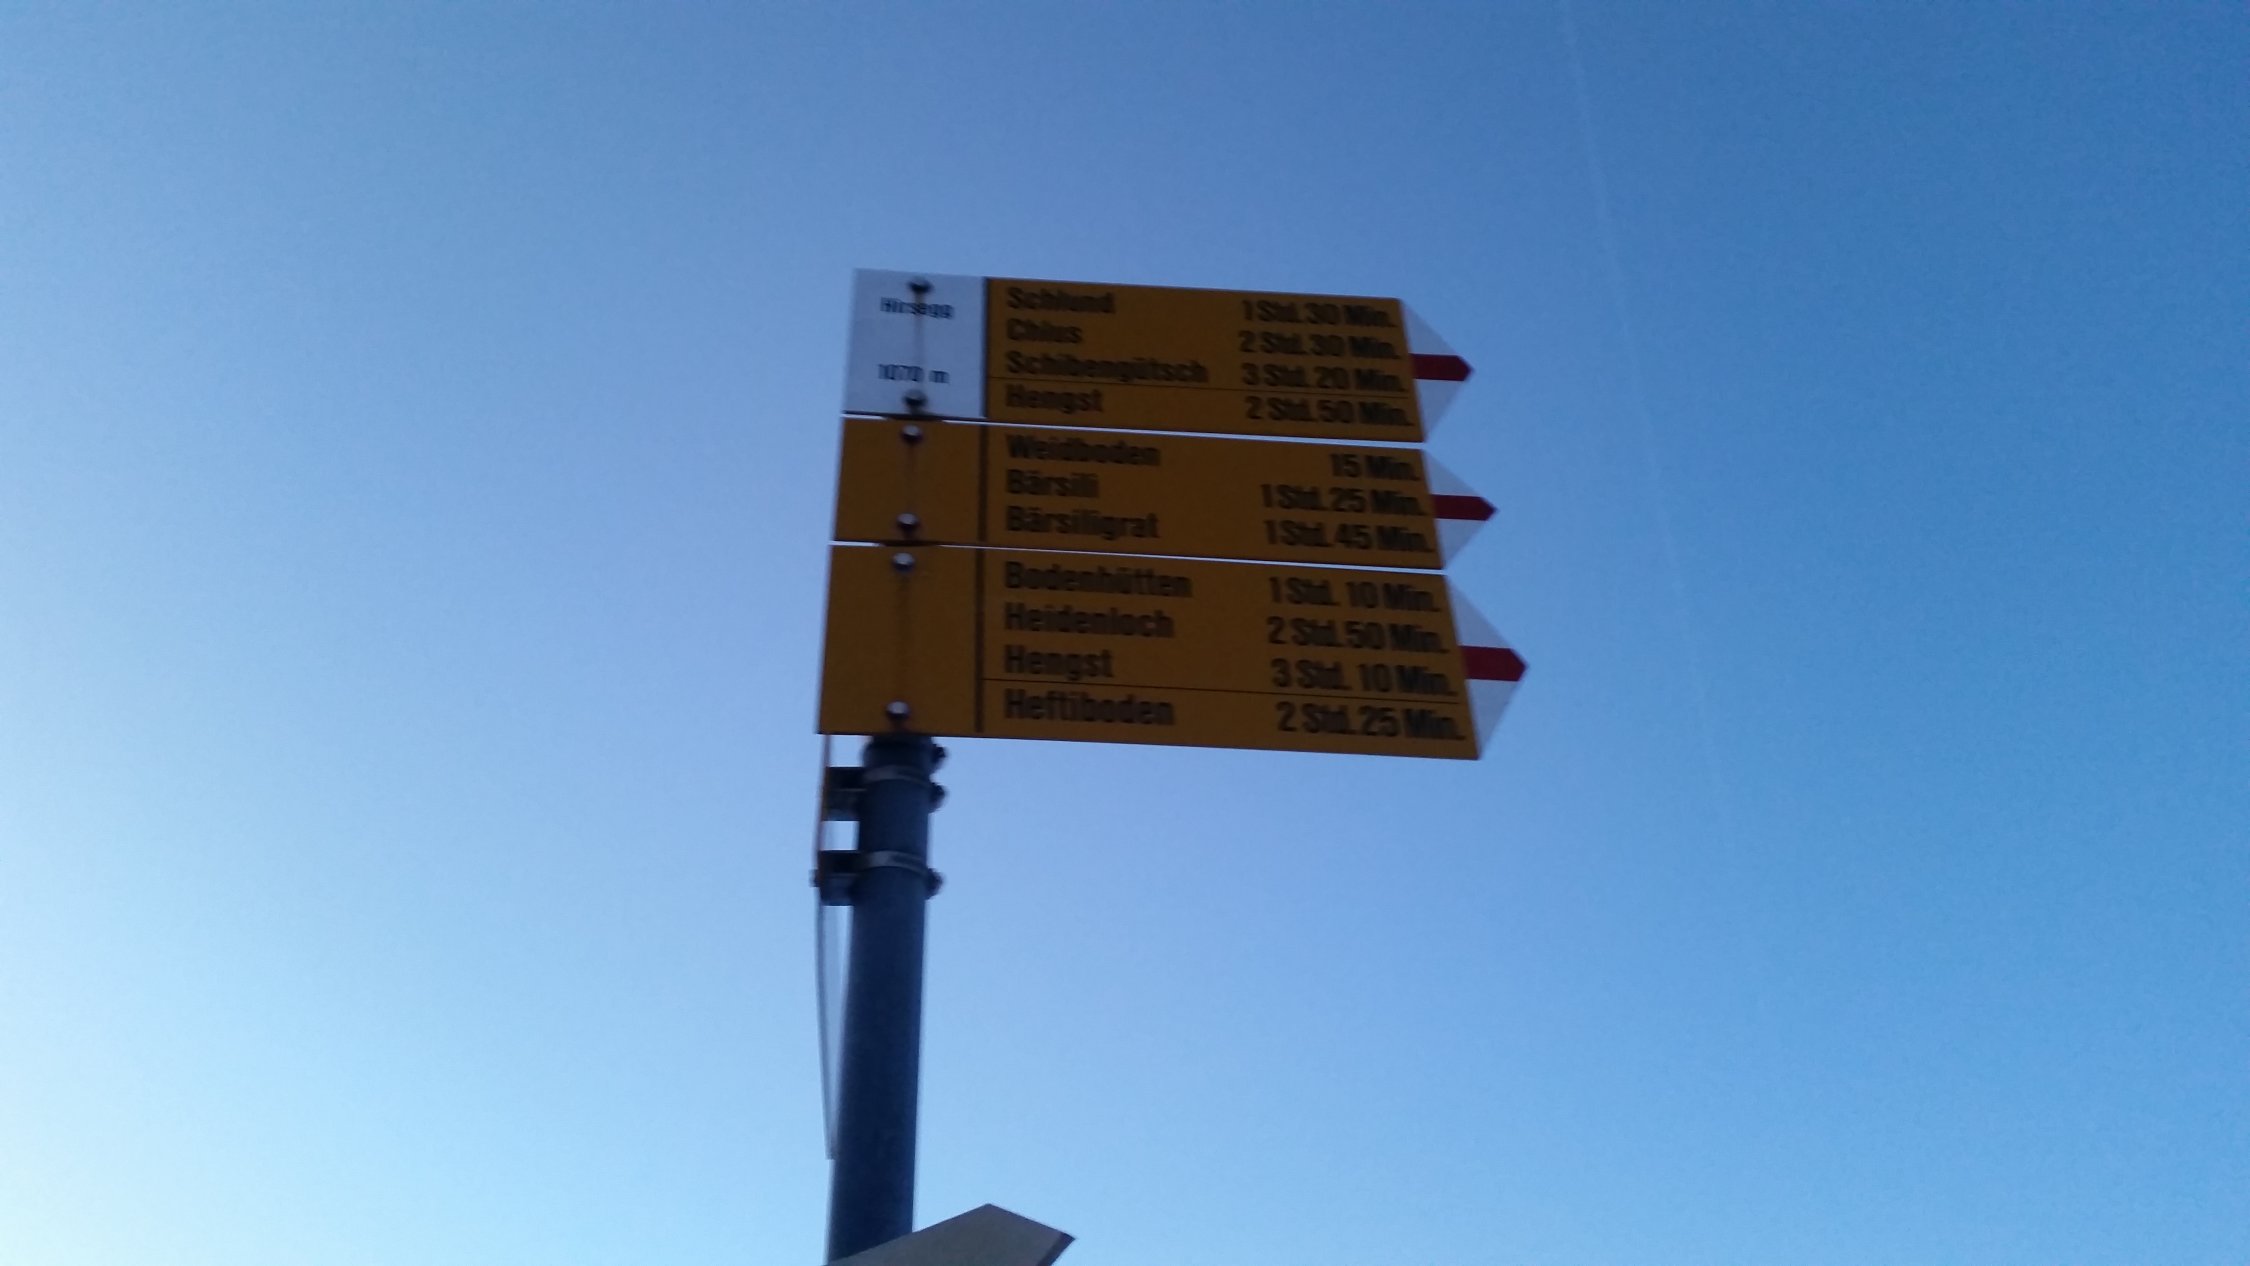 Hirsegg
1070 m
Schlund 1 Std. 30 Min.
Chlus 2 Std. 30 Min.
Schibengütsch 3 Std. 20 Min.
Hengst 2 Std. 50 Min.
Weidboden 15 Min.
Bärsili 1 Std. 25 Min.
Bärsiligrat 1 Std. 45 Min.
Bodenhütten 1 Std. 10 Min.
Heidenloch 2 Std. 50 Min.
Hengst 3 Std. 10 Min.
Heftiboden 2 Std. 25 Min.